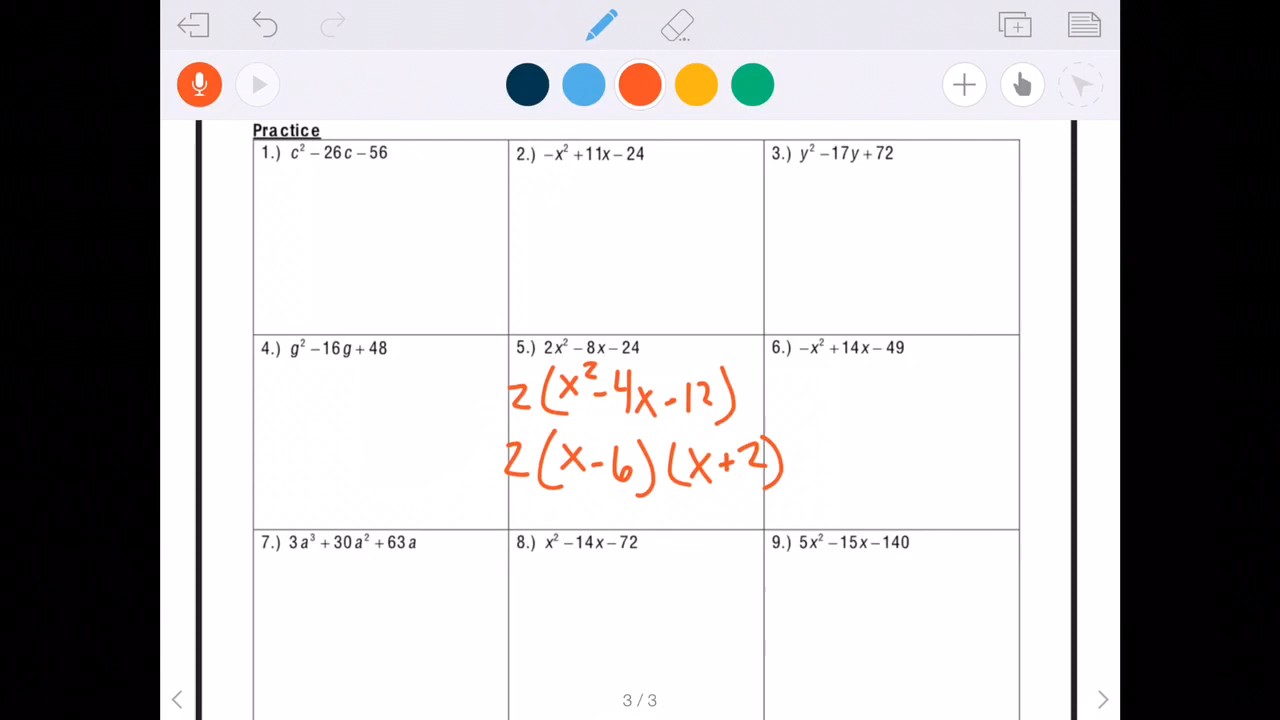 Practice
1.) c² – 26c – 56
2.) –x² + 11x – 24
3.) y² – 17y + 72
4.) g² – 16g + 48
5.) 2x² – 8x – 24
2(x² - 4x - 12)
2(x - 6)(x + 2)
6.) –x² + 14x – 49
7.) 3a³ + 30a² + 63a
8.) x² – 14x – 72
9.) 5x² – 15x – 140
3 / 3